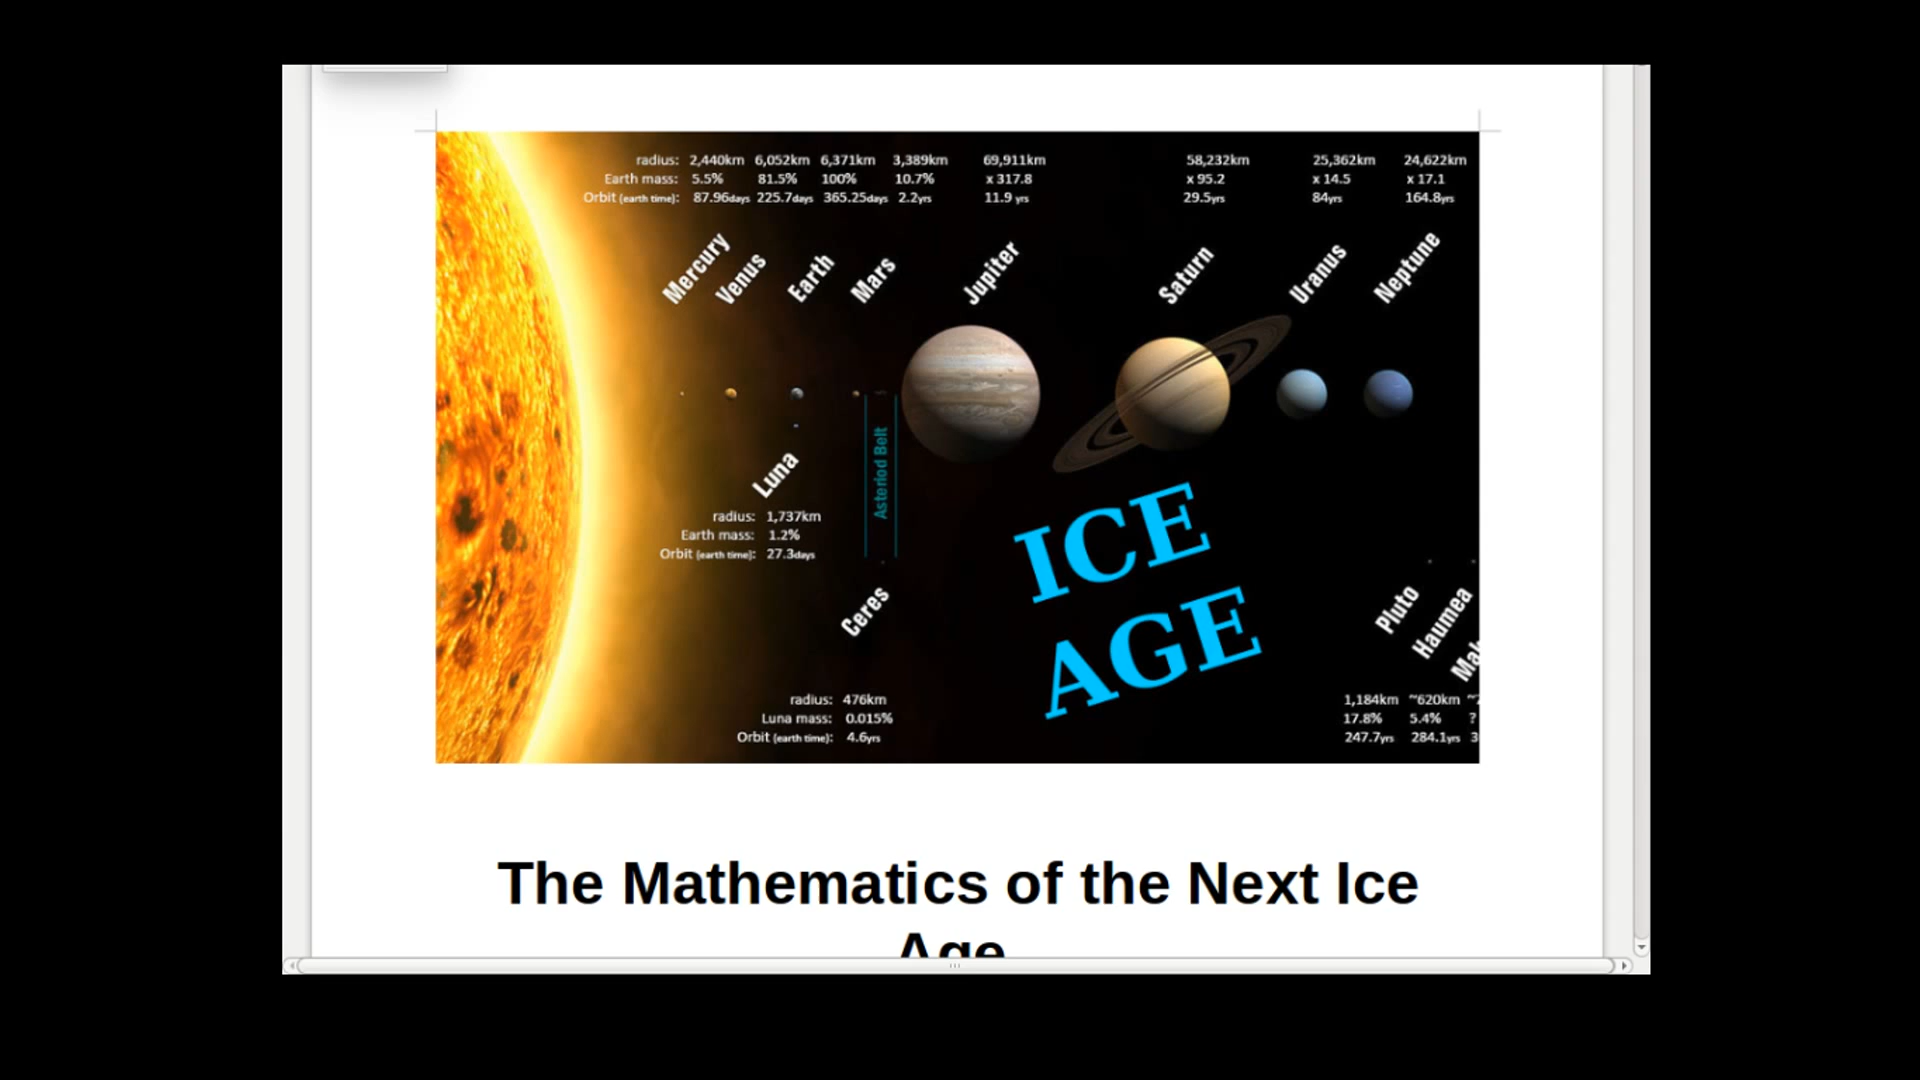 radius: 2,440km 6,052km 6,371km 3,389km 69,911km 58,232km 25,362km 24,622km
Earth mass: 5.5% 81.5% 100% 10.7% x 317.8 x 95.2 x 14.5 x 17.1
Orbit (earth time): 87.96days 225.7days 365.25days 2.2yrs 11.9 yrs 29.5yrs 84yrs 164.8yrs
Mercury
Venus
Earth
Mars
Jupiter
Saturn
Uranus
Neptune
Luna
radius: 1,737km
Earth mass: 1.2%
Orbit (earth time): 27.3days
Asteriod Belt
ICE
AGE
Ceres
Pluto
Haumea
radius: 476km
Luna mass: 0.015%
Orbit (earth time): 4.6yrs
1,184km ~620km
17.8% 5.4% ?
247.7yrs 284.1yrs
The Mathematics of the Next Ice
Age